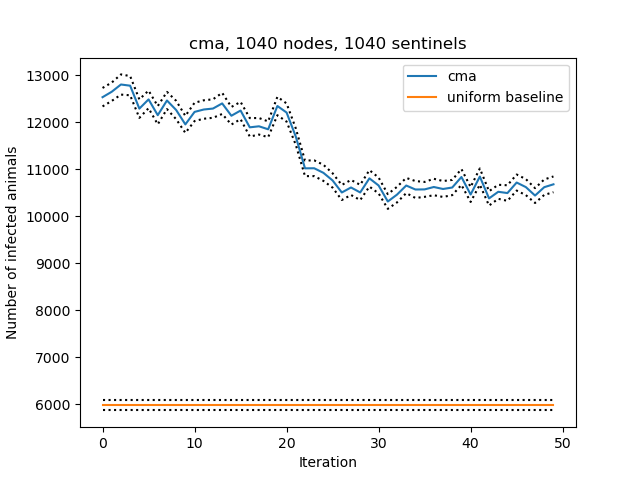 cma, 1040 nodes, 1040 sentinels
cma
uniform baseline
Number of infected animals
13000
12000
11000
10000
9000
8000
7000
6000
0 10 20 30 40 50
Iteration